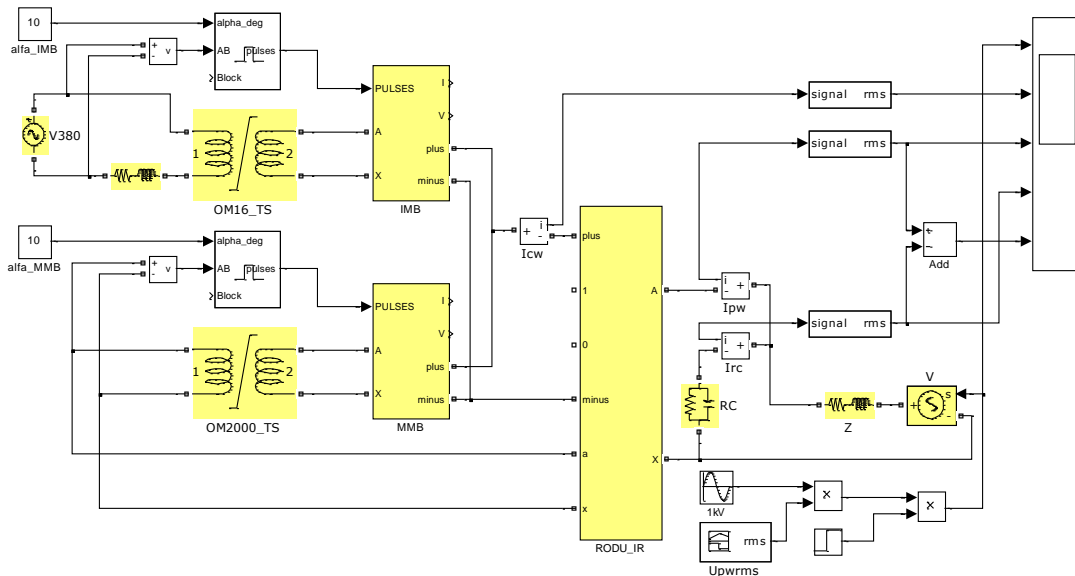 10
alfa_IMB
alpha_deg
AB
pulses
Block
+
-
v
V380
1
2
OM16_TS
PULSES
A
X
I
V
plus
minus
IMB
10
alfa_MMB
alpha_deg
AB
pulses
Block
+
-
v
1
2
OM2000_TS
PULSES
A
X
I
V
plus
minus
MMB
+
i
-
Icw
plus
1
0
minus
a
x
A
X
RODU_IR
signal rms
signal rms
signal rms
i
-
+
Ipw
i
-
+
Irc
RC
Z
+
-
Add
V
+
s
-
1kV
rms
Upwrms
×
×